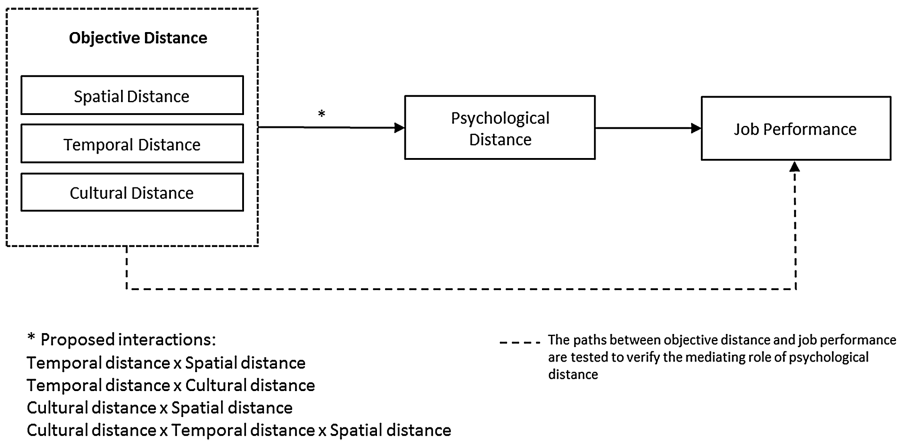 Objective Distance
Spatial Distance
Temporal Distance
Cultural Distance
*
Psychological
Distance
Job Performance
* Proposed interactions:
Temporal distance x Spatial distance
Temporal distance x Cultural distance
Cultural distance x Spatial distance
Cultural distance x Temporal distance x Spatial distance
The paths between objective distance and job performance
are tested to verify the mediating role of psychological
distance